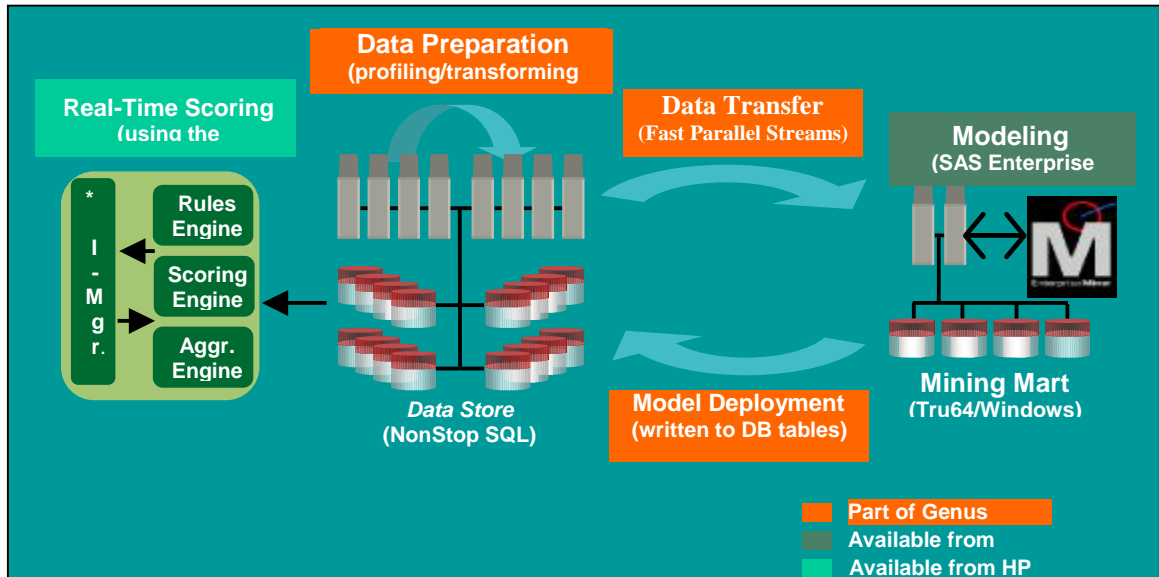 Data Preparation
(profiling/transforming
Real-Time Scoring
(using the
Data Transfer
(Fast Parallel Streams)
Modeling
(SAS Enterprise
*
I
-
M
g
r.
Rules
Engine
Scoring
Engine
Aggr.
Engine
M
Enterprise Miner
Data Store
(NonStop SQL)
Model Deployment
(written to DB tables)
Mining Mart
(Tru64/Windows)
Part of Genus
Available from
Available from HP